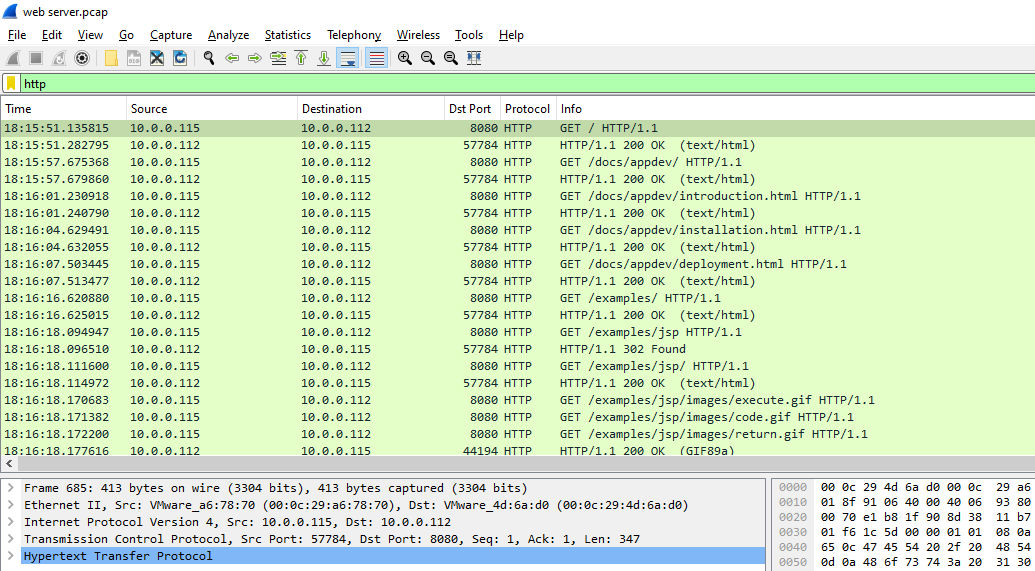 web server.pcap
File Edit View Go Capture Analyze Statistics Telephony Wireless Tools Help
http
Time Source Destination Dst Port Protocol Info
18:15:51.135815 10.0.0.115 10.0.0.112 8080 HTTP GET / HTTP/1.1
18:15:51.282795 10.0.0.112 10.0.0.115 57784 HTTP HTTP/1.1 200 OK (text/html)
18:15:57.675368 10.0.0.115 10.0.0.112 8080 HTTP GET /docs/appdev/ HTTP/1.1
18:15:57.679860 10.0.0.112 10.0.0.115 57784 HTTP HTTP/1.1 200 OK (text/html)
18:16:01.230918 10.0.0.115 10.0.0.112 8080 HTTP GET /docs/appdev/introduction.html HTTP/1.1
18:16:01.240790 10.0.0.112 10.0.0.115 57784 HTTP HTTP/1.1 200 OK (text/html)
18:16:04.629491 10.0.0.115 10.0.0.112 8080 HTTP GET /docs/appdev/installation.html HTTP/1.1
18:16:04.632055 10.0.0.112 10.0.0.115 57784 HTTP HTTP/1.1 200 OK (text/html)
18:16:07.503445 10.0.0.115 10.0.0.112 8080 HTTP GET /docs/appdev/deployment.html HTTP/1.1
18:16:07.513477 10.0.0.112 10.0.0.115 57784 HTTP HTTP/1.1 200 OK (text/html)
18:16:16.620880 10.0.0.115 10.0.0.112 8080 HTTP GET /examples/ HTTP/1.1
18:16:16.625015 10.0.0.112 10.0.0.115 57784 HTTP HTTP/1.1 200 OK (text/html)
18:16:18.094947 10.0.0.115 10.0.0.112 8080 HTTP GET /examples/jsp HTTP/1.1
18:16:18.096510 10.0.0.112 10.0.0.115 57784 HTTP HTTP/1.1 302 Found
18:16:18.111600 10.0.0.115 10.0.0.112 8080 HTTP GET /examples/jsp/ HTTP/1.1
18:16:18.114972 10.0.0.112 10.0.0.115 57784 HTTP HTTP/1.1 200 OK (text/html)
18:16:18.170683 10.0.0.115 10.0.0.112 8080 HTTP GET /examples/jsp/images/execute.gif HTTP/1.1
18:16:18.171382 10.0.0.115 10.0.0.112 8080 HTTP GET /examples/jsp/images/code.gif HTTP/1.1
18:16:18.172200 10.0.0.115 10.0.0.112 8080 HTTP GET /examples/jsp/images/return.gif HTTP/1.1
18:16:18.177616 10.0.0.112 10.0.0.115 44194 HTTP HTTP/1.1 200 OK (GIF89a)
Frame 685: 413 bytes on wire (3304 bits), 413 bytes captured (3304 bits)
Ethernet II, Src: VMware_a6:78:70 (00:0c:29:a6:78:70), Dst: VMware_4d:6a:d0 (00:0c:29:4d:6a:d0)
Internet Protocol Version 4, Src: 10.0.0.115, Dst: 10.0.0.112
Transmission Control Protocol, Src Port: 57784, Dst Port: 8080, Seq: 1, Ack: 1, Len: 347
Hypertext Transfer Protocol
0000 00 0c 29 4d 6a d0 00 0c 29 a6
0010 01 8f 91 06 40 00 40 06 93 80
0020 00 70 e1 b8 1f 90 8d 38 11 b7
0030 01 f6 1c 5d 00 00 01 01 08 0a
0040 65 0c 47 45 54 20 2f 20 48 54
0050 0d 0a 48 6f 73 74 3a 20 31 30